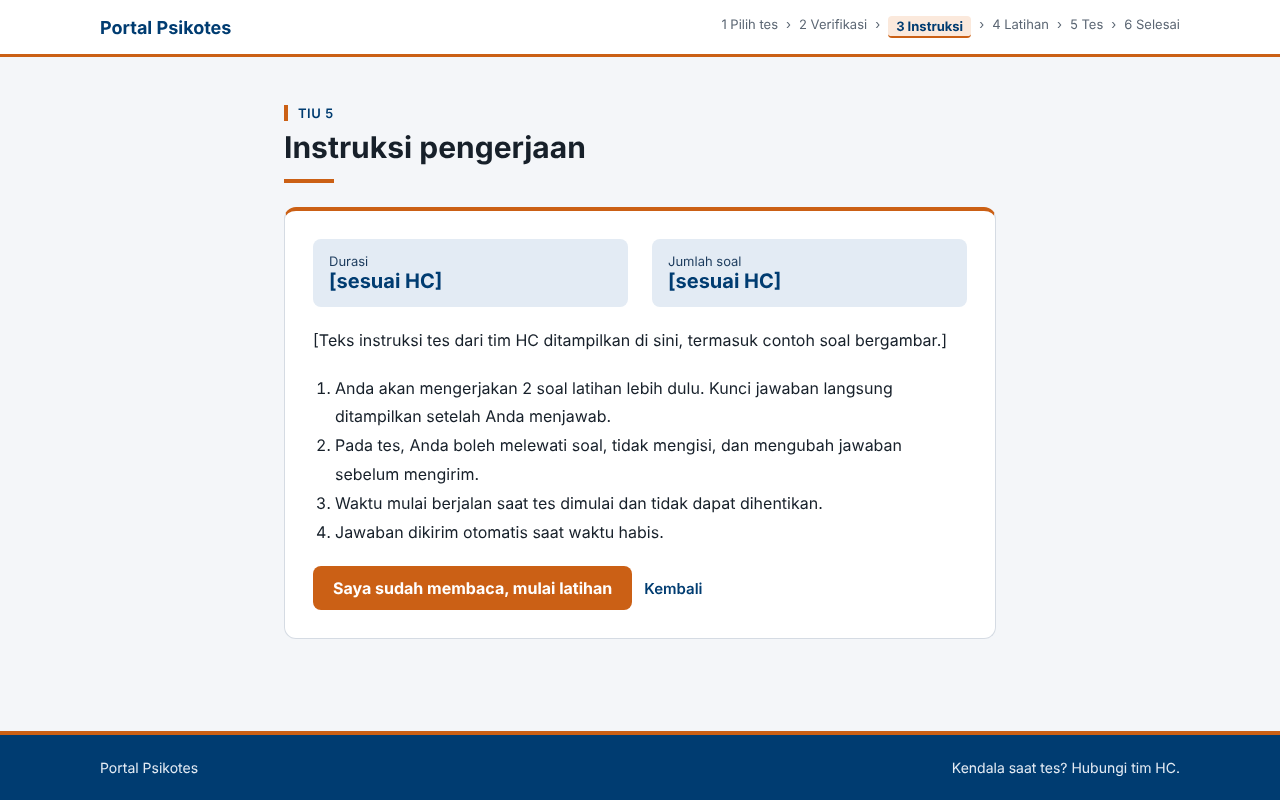 Portal Psikotes
1 Pilih tes › 2 Verifikasi › 3 Instruksi › 4 Latihan › 5 Tes › 6 Selesai
TIU 5
Instruksi pengerjaan
Durasi
[sesuai HC]
Jumlah soal
[sesuai HC]
[Teks instruksi tes dari tim HC ditampilkan di sini, termasuk contoh soal bergambar.]
1. Anda akan mengerjakan 2 soal latihan lebih dulu. Kunci jawaban langsung
ditampilkan setelah Anda menjawab.
2. Pada tes, Anda boleh melewati soal, tidak mengisi, dan mengubah jawaban
sebelum mengirim.
3. Waktu mulai berjalan saat tes dimulai dan tidak dapat dihentikan.
4. Jawaban dikirim otomatis saat waktu habis.
Saya sudah membaca, mulai latihan
Kembali
Portal Psikotes
Kendala saat tes? Hubungi tim HC.